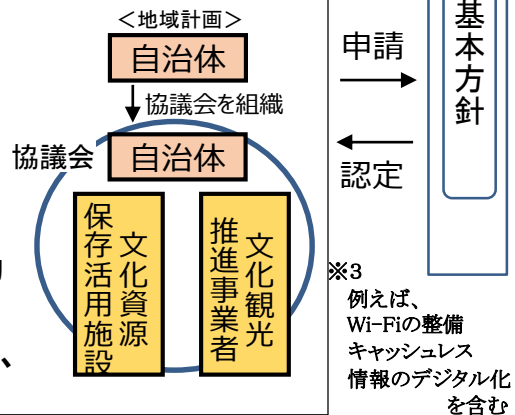 ＜地域計画＞
自治体
協議会を組織
協議会
自治体
文化資源
保存活用施設
文化観光
推進事業者
、
申請
認定
基本方針
※3
例えば、
Wi-Fiの整備
キャッシュレス
情報のデジタル化
を含む